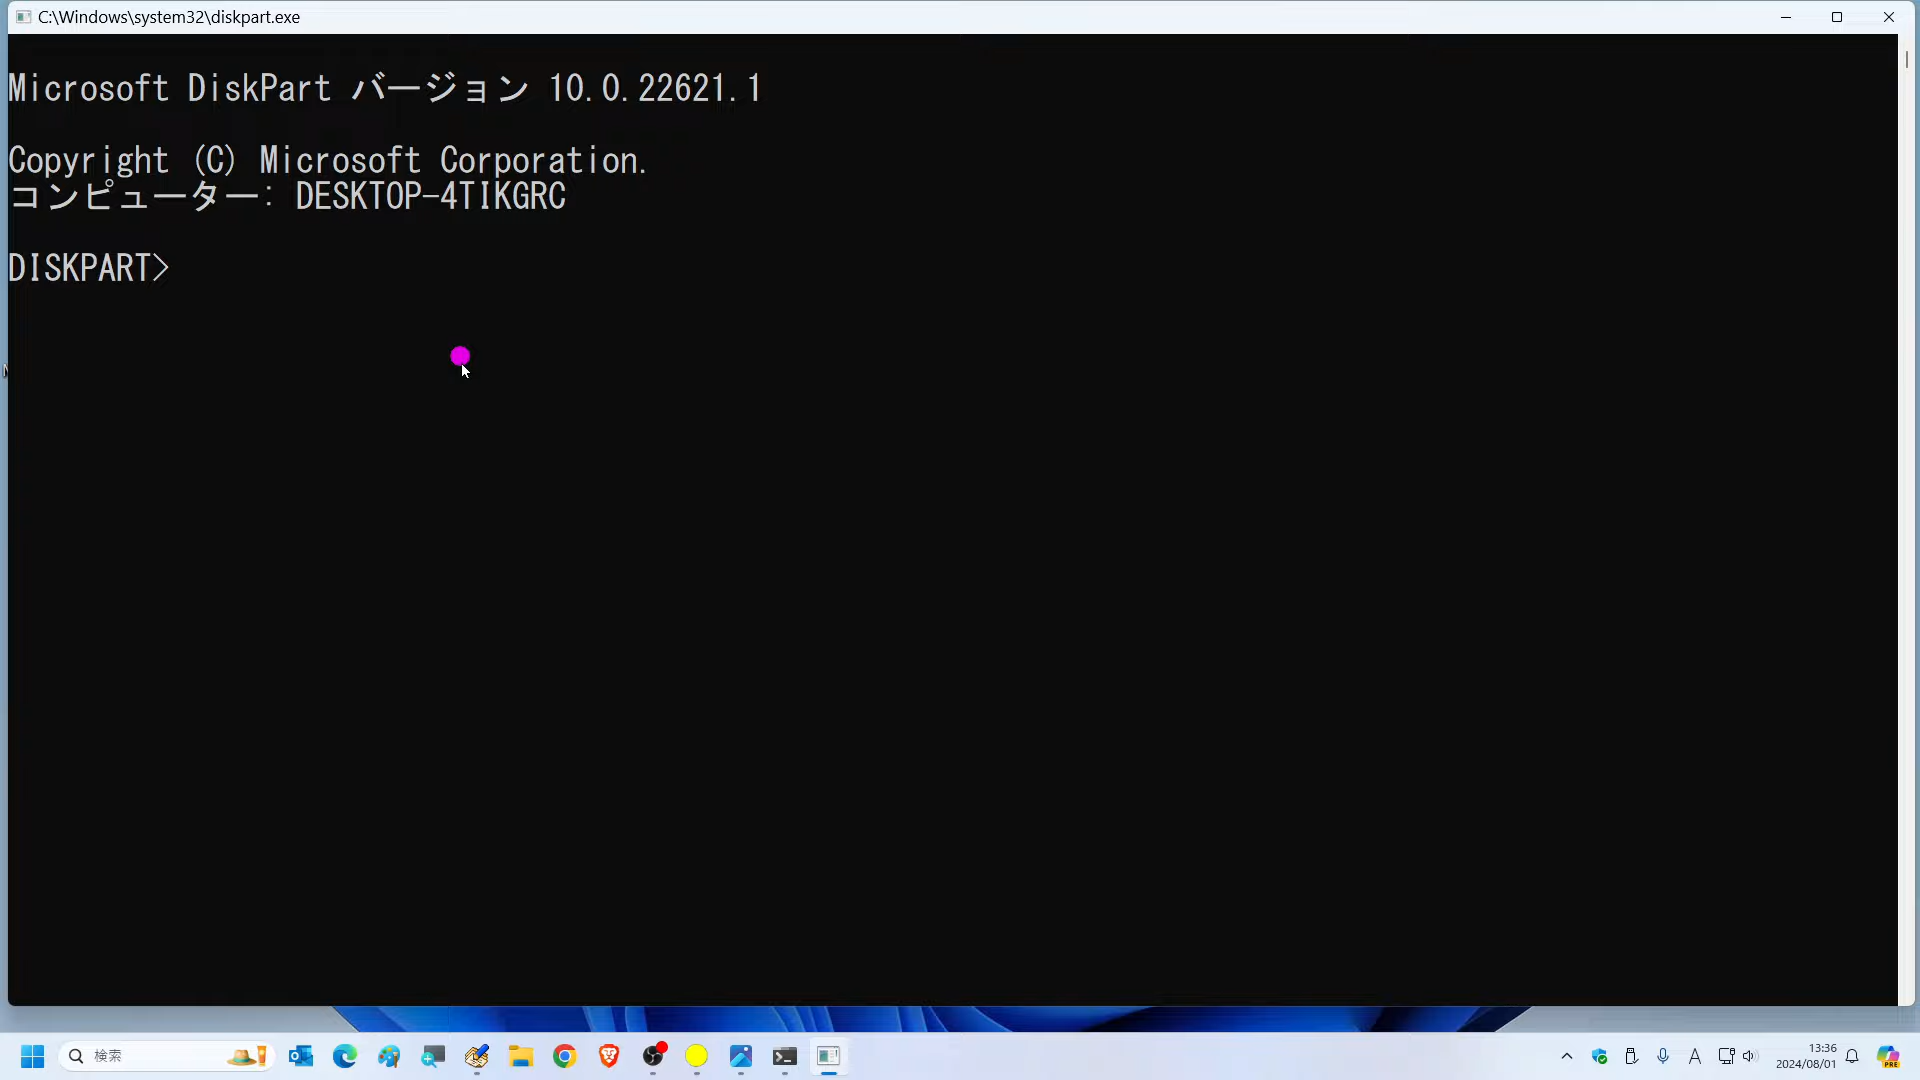 C:\Windows\system32\diskpart.exe
Microsoft DiskPart バージョン 10.0.22621.1
Copyright (C) Microsoft Corporation.
コンピューター: DESKTOP-4TIKGRC
DISKPART>
検索
A
13:36
2024/08/01
PRE